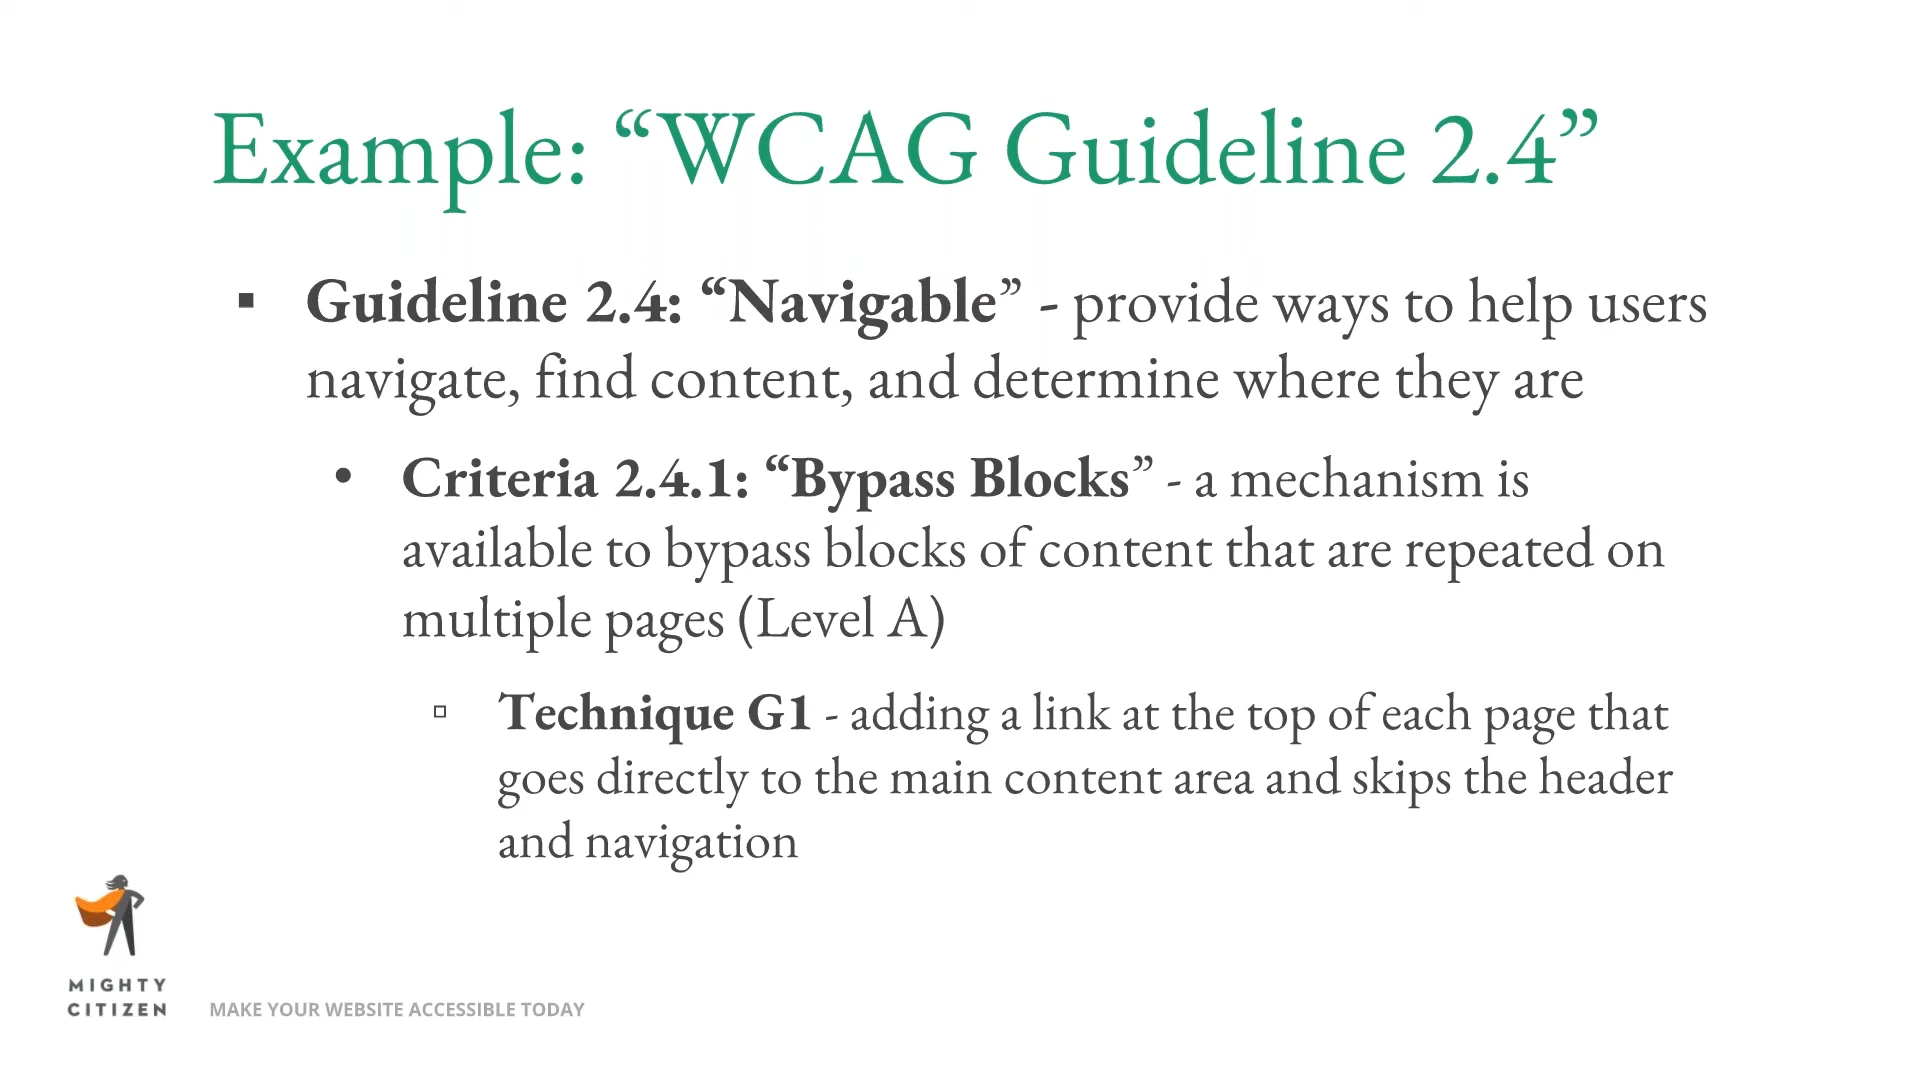 Example: “WCAG Guideline 2.4”
▪ Guideline 2.4: “Navigable” - provide ways to help users
navigate, find content, and determine where they are
• Criteria 2.4.1: “Bypass Blocks” - a mechanism is
available to bypass blocks of content that are repeated on
multiple pages (Level A)
▫ Technique G1 - adding a link at the top of each page that
goes directly to the main content area and skips the header
and navigation
MIGHTY
CITIZEN
MAKE YOUR WEBSITE ACCESSIBLE TODAY